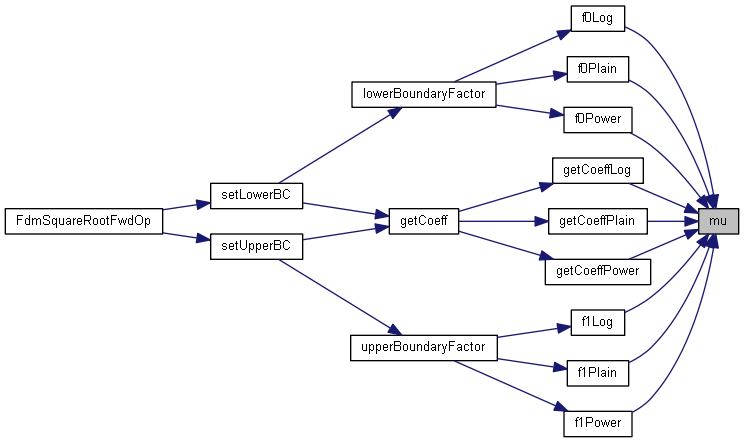 f0Log
f0Plain
lowerBoundaryFactor
f0Power
getCoeffLog
setLowerBC
FdmSquareRootFwdOp
getCoeff
getCoeffPlain
mu
setUpperBC
getCoeffPower
f1Log
upperBoundaryFactor
f1Plain
f1Power